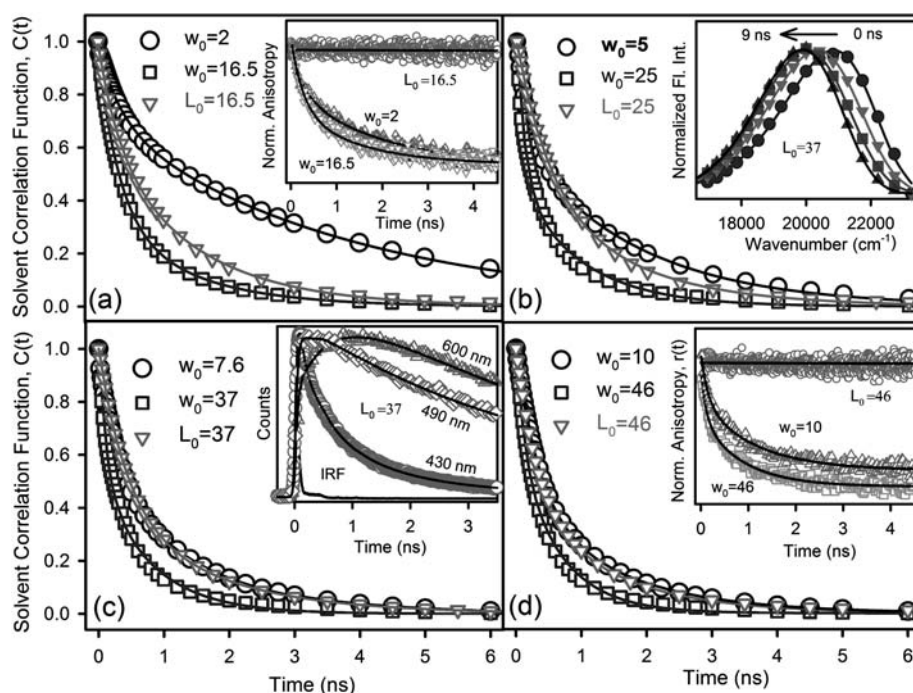 Solvent Correlation Function, C(t)
1.0
0.8
0.6
0.4
0.2
0.0
(a)
w0=2
w0=16.5
L0=16.5
Norm. Anisotropy
L0=16.5
w0=2
w0=16.5
0 1 2 3 4
Time (ns)
(b)
w0=5
w0=25
L0=25
Normalized Fl. Int.
9 ns
0 ns
L0=37
18000 20000 22000
Wavenumber (cm-1)
Solvent Correlation Function, C(t)
1.0
0.8
0.6
0.4
0.2
0.0
(c)
w0=7.6
w0=37
L0=37
Counts
600 nm
L0=37
490 nm
430 nm
IRF
0 1 2 3
Time (ns)
0 1 2 3 4 5 6
Time (ns)
(d)
w0=10
w0=46
L0=46
Norm. Anisotropy, r(t)
L0=46
w0=10
w0=46
0 1 2 3 4
Time (ns)
0 1 2 3 4 5 6
Time (ns)